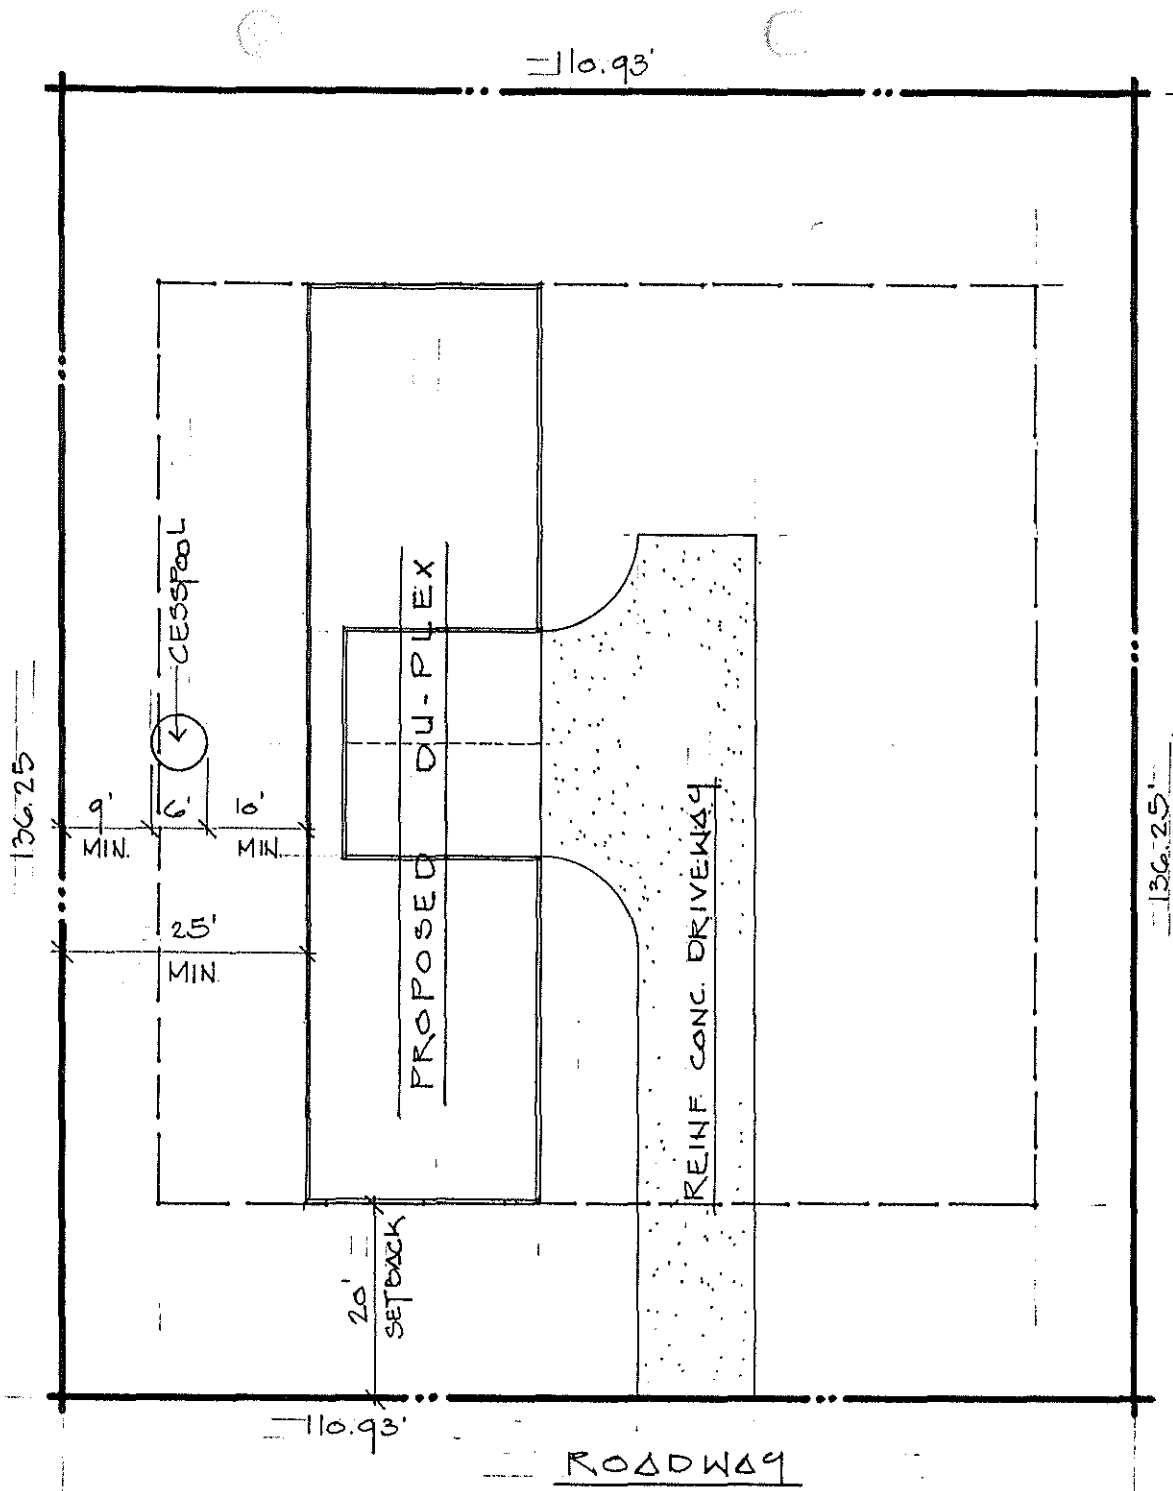 110.93'
CESSPOOL
136.25
9'
MIN.
6'
10'
MIN.
25'
MIN.
PROPOSED DU-PLEX
REINF. CONC. DRIVEWAY
136.25'
20'
SETBACK
110.93'
ROADWAY